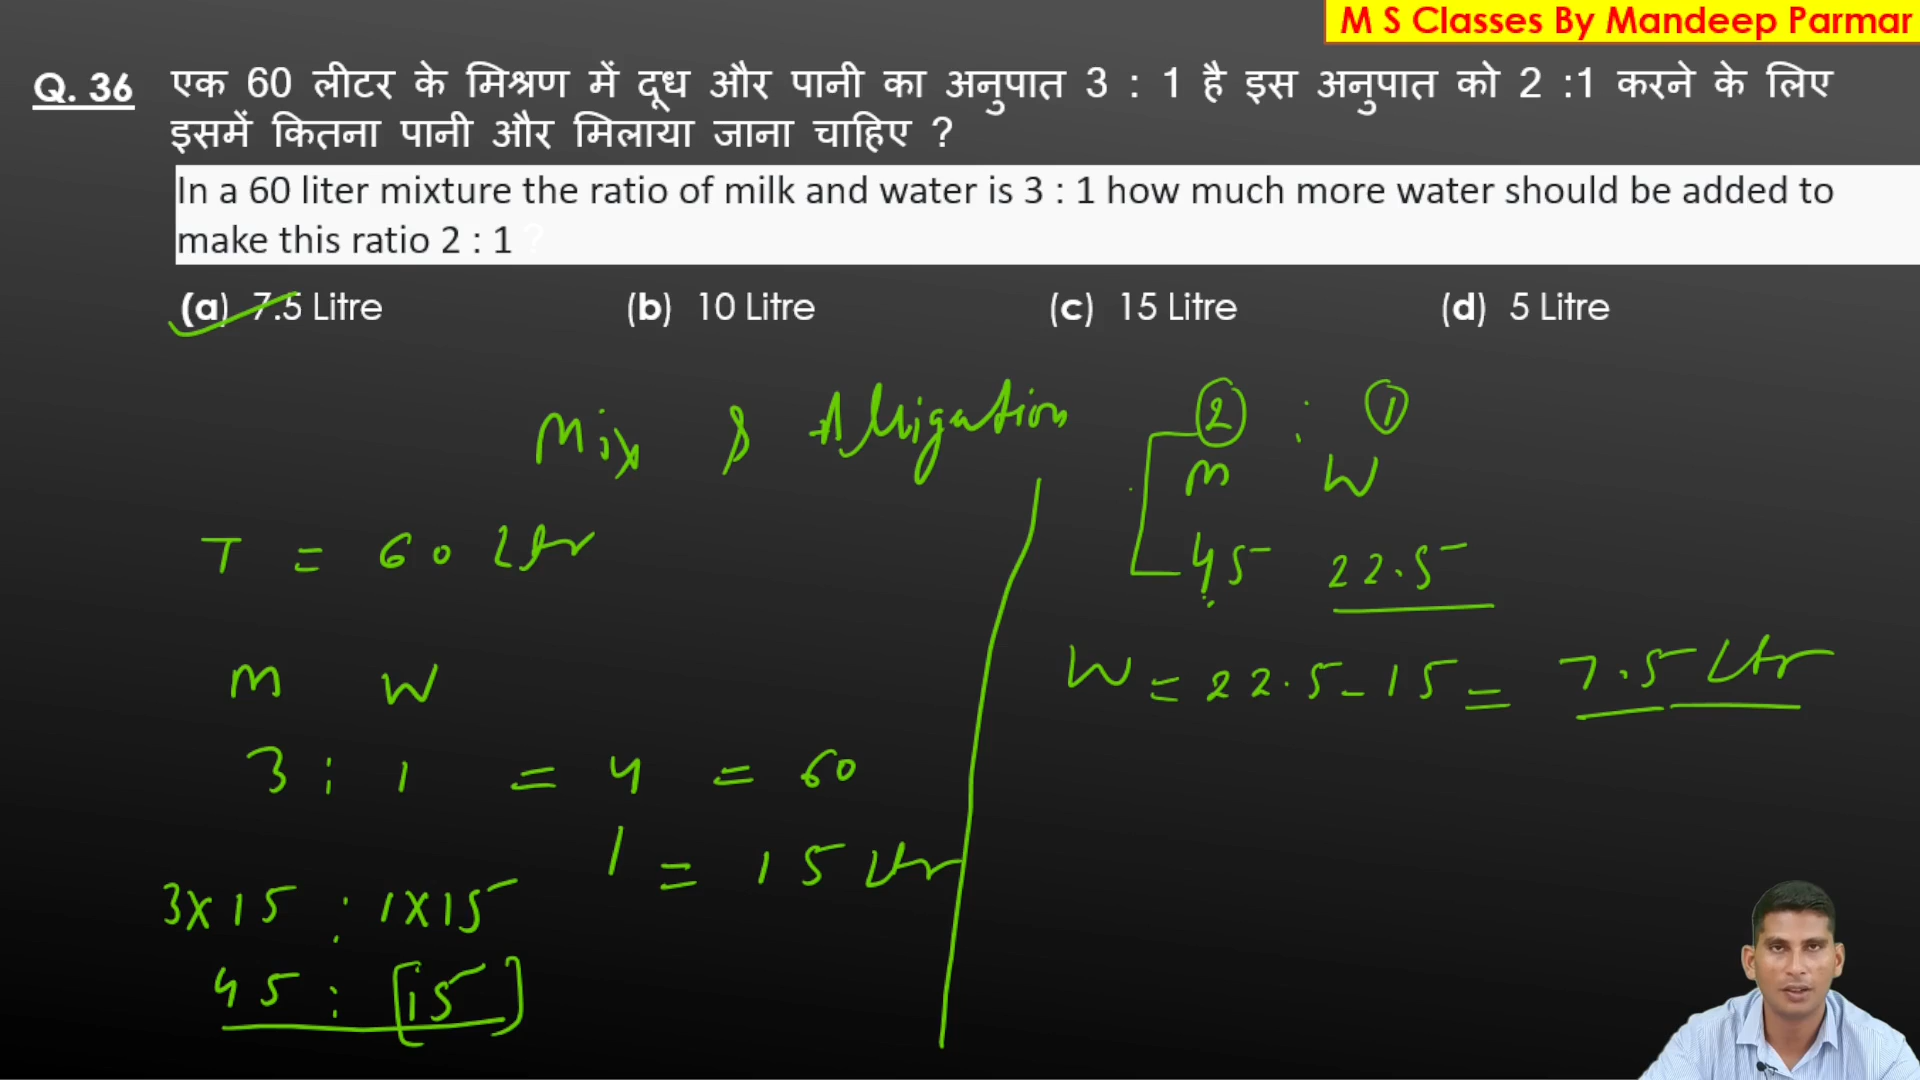 M S Classes By Mandeep Parmar
Q. 36 एक 60 लीटर के मिश्रण में दूध और पानी का अनुपात 3 : 1 है इस अनुपात को 2 :1 करने के लिए
इसमें कितना पानी और मिलाया जाना चाहिए ?
In a 60 liter mixture the ratio of milk and water is 3 : 1 how much more water should be added to
make this ratio 2 : 1 ?
(a) 7.5 Litre (b) 10 Litre (c) 15 Litre (d) 5 Litre
Mix & Alligation
T = 60 Ltr
M W
3 : 1 = 4 = 60
1 = 15 Ltr
3×15 : 1×15
45 : [15]
2 : 1
M W
45 22.5
W = 22.5 - 15 = 7.5 Ltr